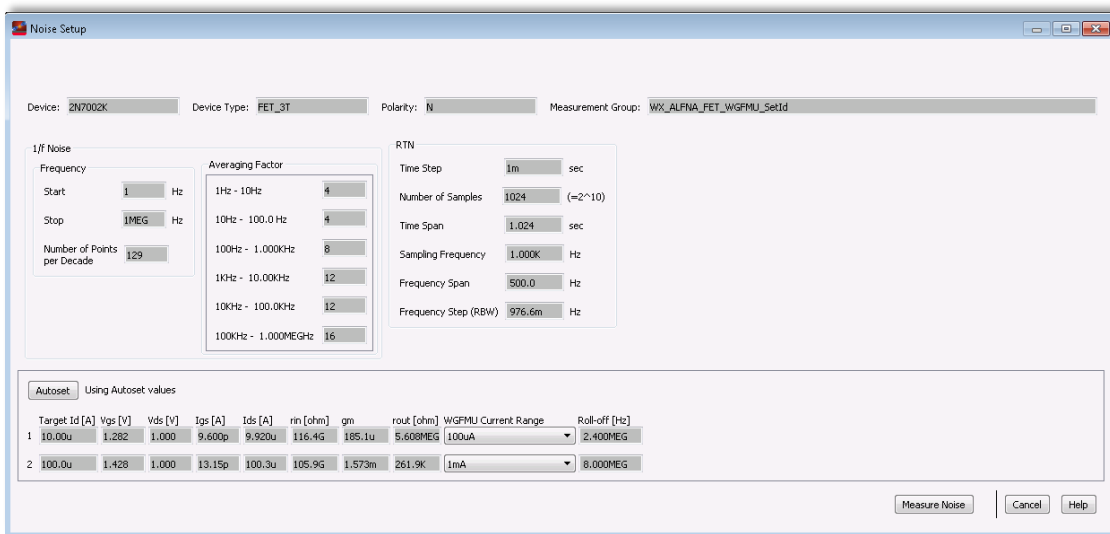 Noise Setup
Device: 2N7002K Device Type: FET_3T Polarity: N Measurement Group: WX_ALFNA_FET_WGFMU_SetId
1/f Noise
Frequency
Start 1 Hz
Stop 1MEG Hz
Number of Points
per Decade 129
Averaging Factor
1Hz - 10Hz 4
10Hz - 100.0 Hz 4
100Hz - 1.000KHz 8
1KHz - 10.00KHz 12
10KHz - 100.0KHz 12
100KHz - 1.000MEGHz 16
RTN
Time Step 1m sec
Number of Samples 1024 (=2^10)
Time Span 1.024 sec
Sampling Frequency 1.000K Hz
Frequency Span 500.0 Hz
Frequency Step (RBW) 976.6m Hz
Autoset Using Autoset values
Target Id [A] Vgs [V] Vds [V] Igs [A] Ids [A] rin [ohm] gm rout [ohm] WGFMU Current Range Roll-off [Hz]
1 10.00u 1.282 1.000 9.600p 9.920u 116.4G 185.1u 5.608MEG 100uA 2.400MEG
2 100.0u 1.428 1.000 13.15p 100.3u 105.9G 1.573m 261.9K 1mA 8.000MEG
Measure Noise Cancel Help